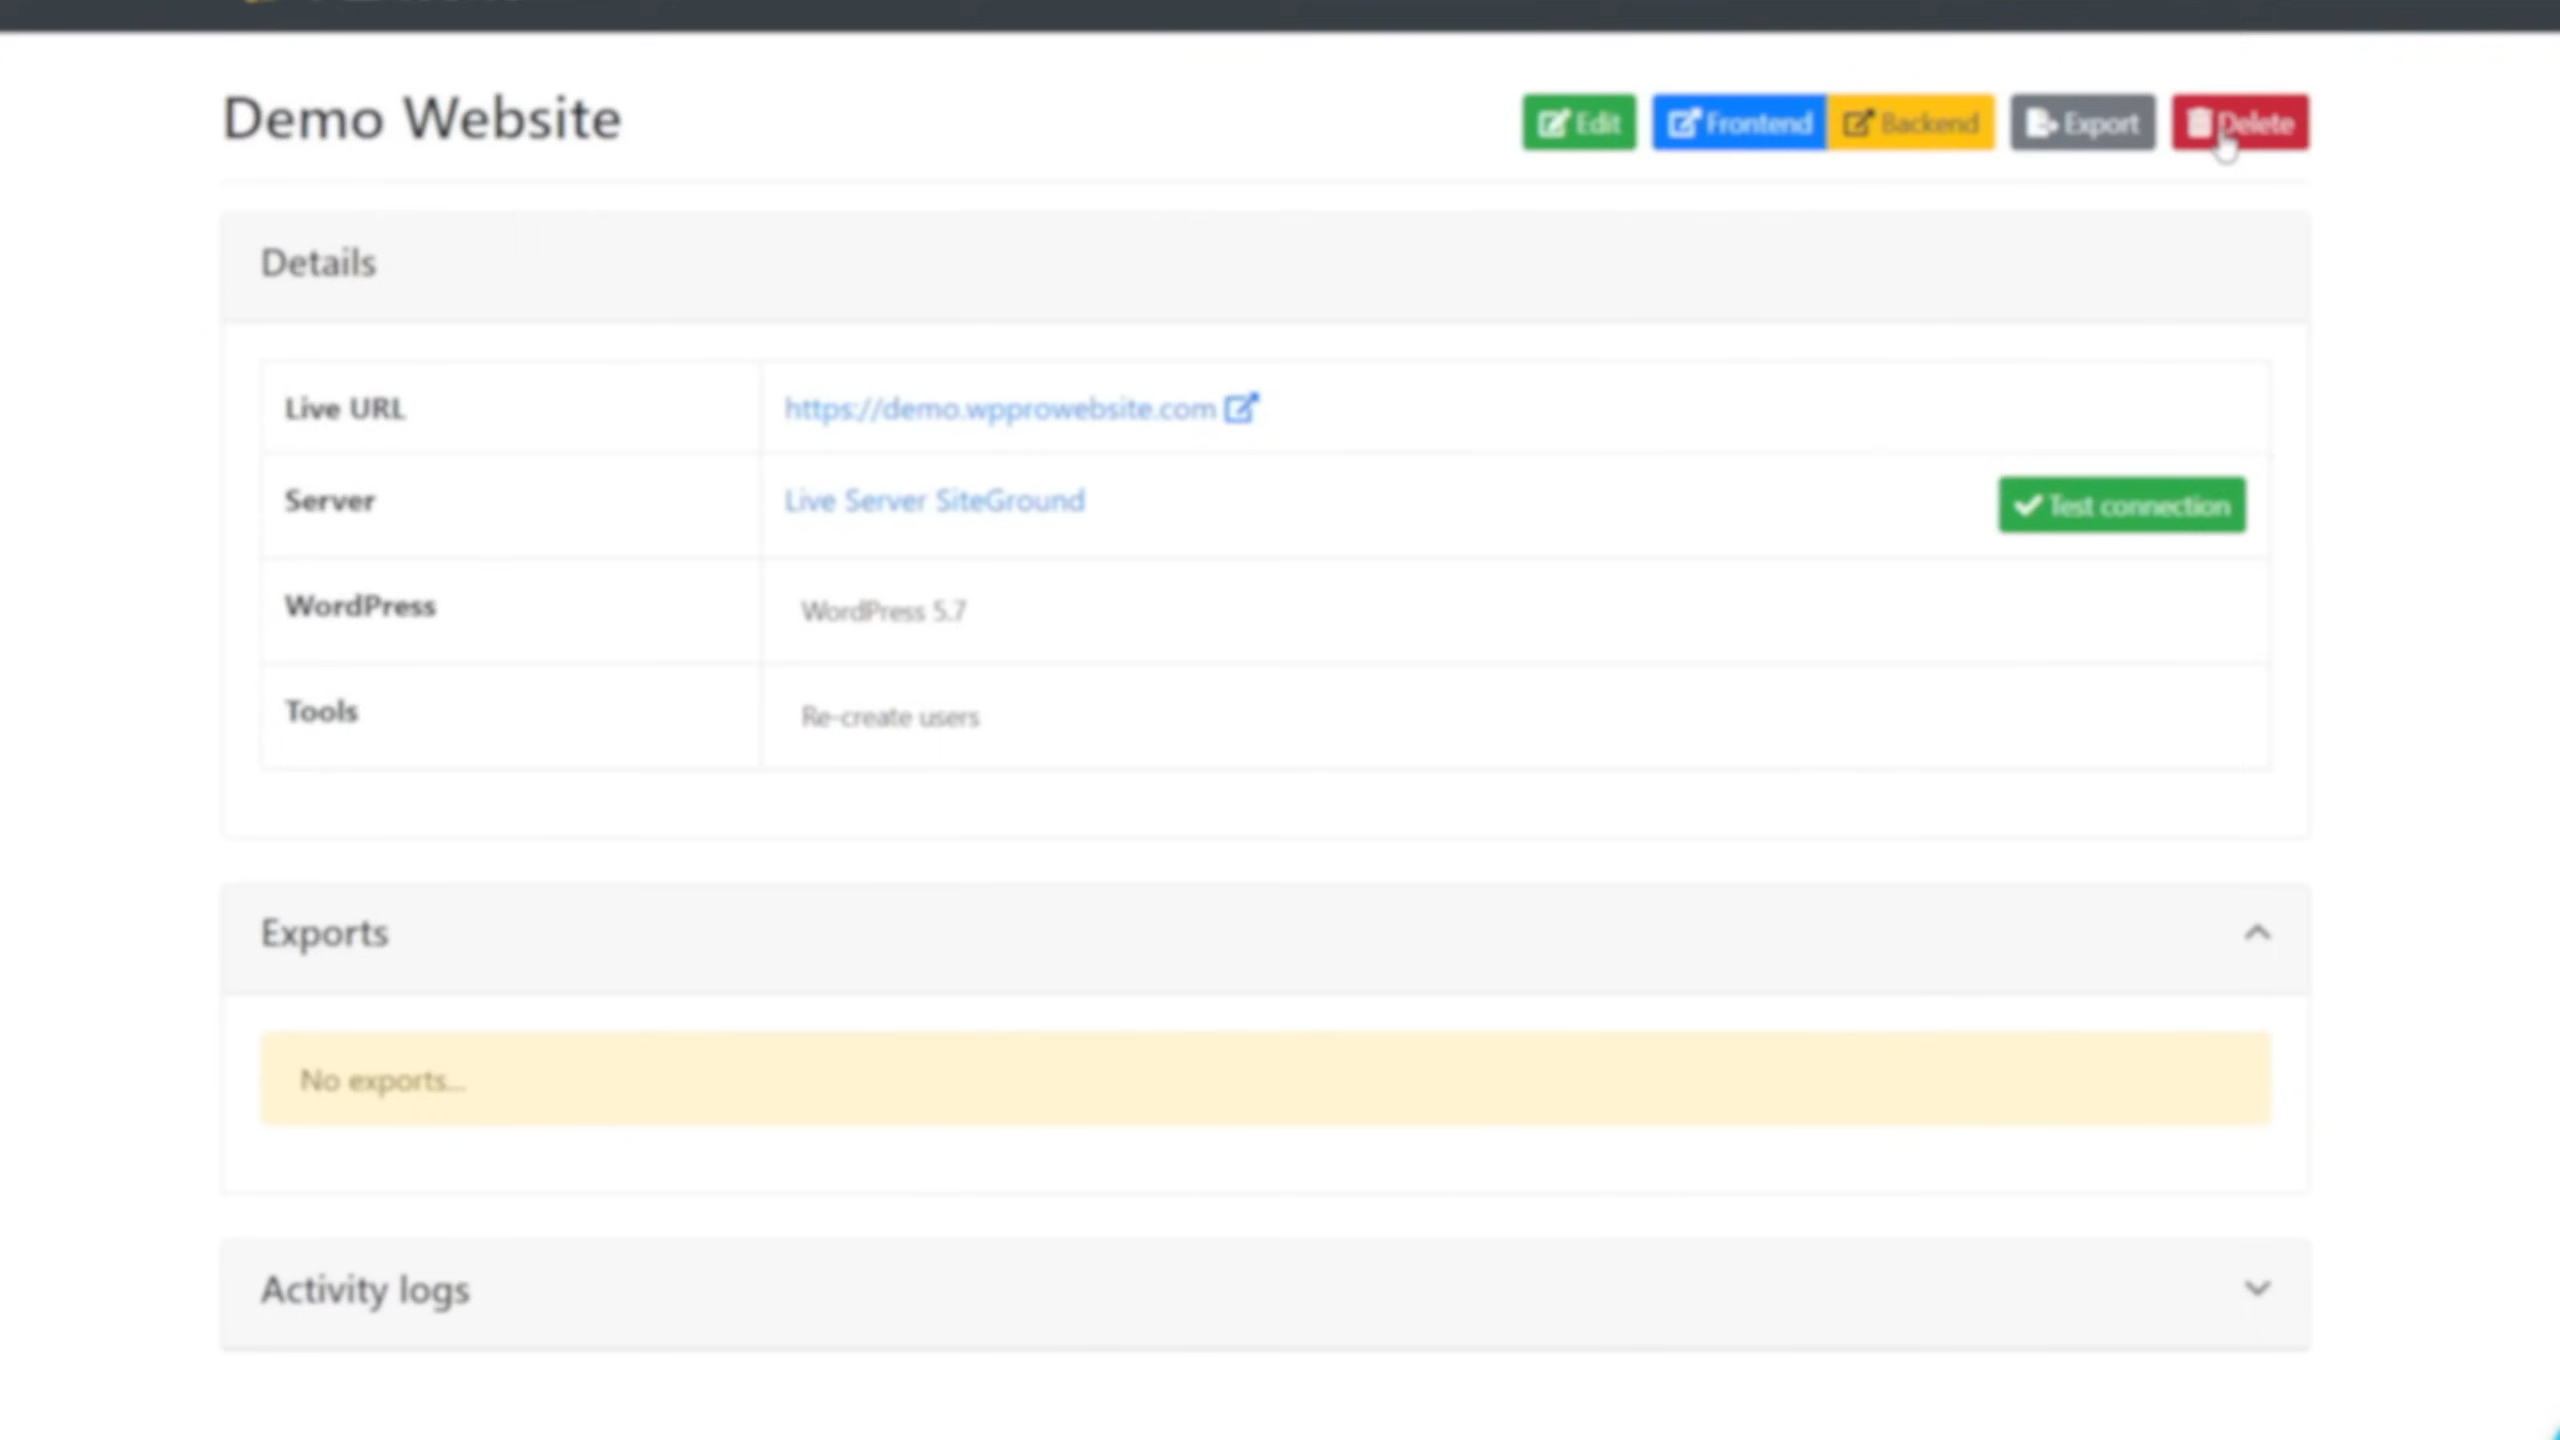 Demo Website
Edit
Frontend
Backend
Export
Delete
Details
Live URL
https://demo.wpprowebsite.com
Server
Live Server SiteGround
Test connection
WordPress
WordPress 5.7
Tools
Re-create users
Exports
No exports...
Activity logs